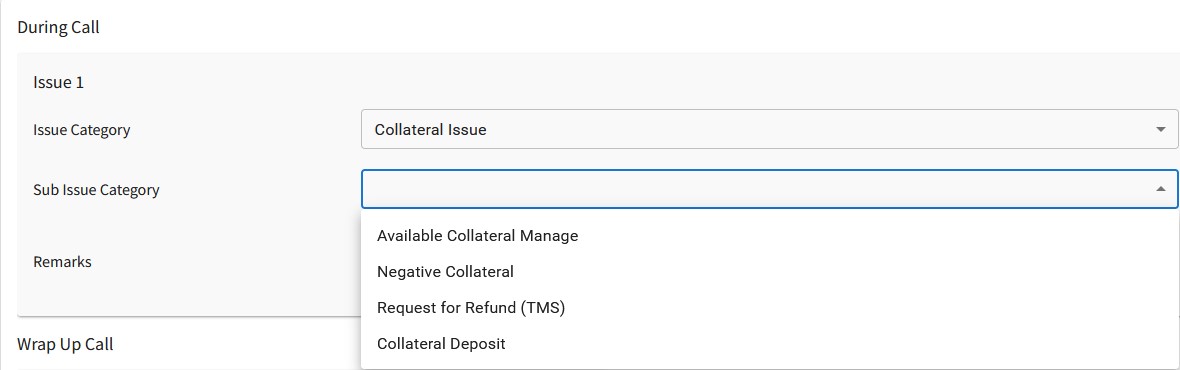 During Call
Issue 1
Issue Category
Collateral Issue
Sub Issue Category
Available Collateral Manage
Negative Collateral
Remarks
Request for Refund (TMS)
Collateral Deposit
Wrap Up Call